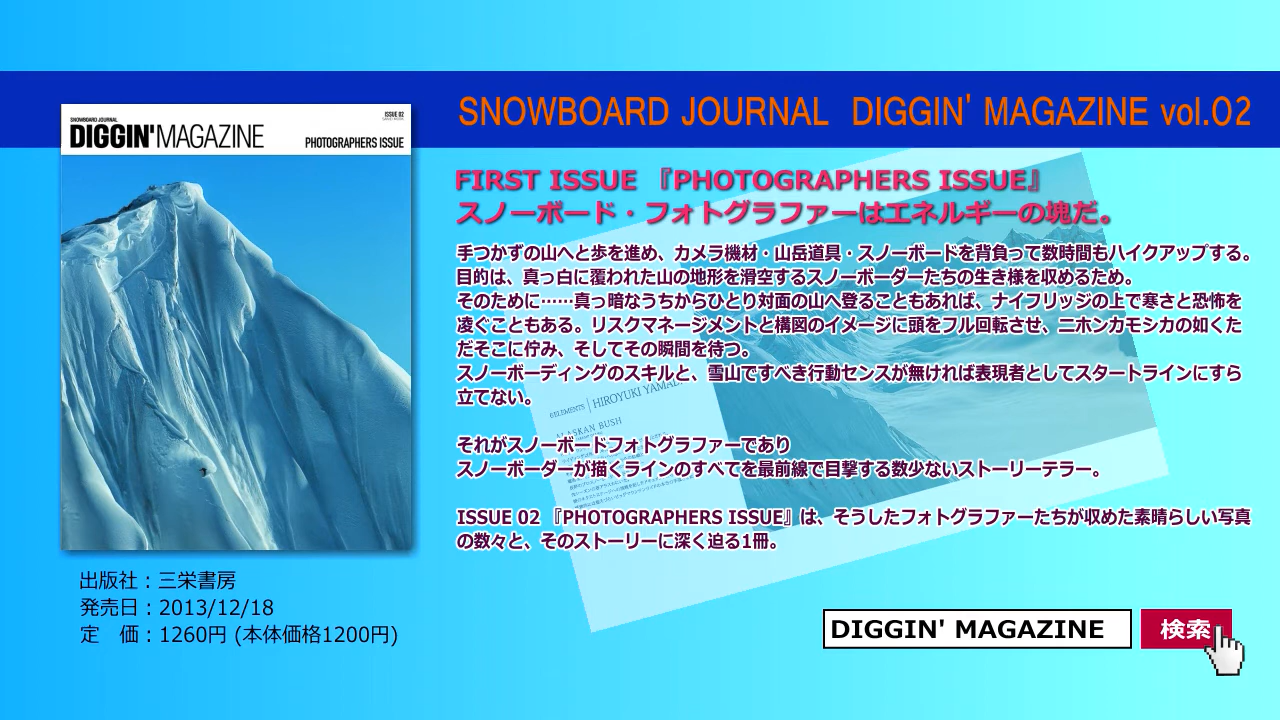 SNOWBOARD JOURNAL DIGGIN' MAGAZINE vol.02
SNOWBOARD JOURNAL
DIGGIN' MAGAZINE
ISSUE 02
PHOTOGRAPHERS ISSUE
FIRST ISSUE 『PHOTOGRAPHERS ISSUE』
スノーボード・フォトグラファーはエネルギーの塊だ。
手つかずの山へと歩を進め、カメラ機材・山岳道具・スノーボードを背負って数時間もハイクアップする。
目的は、真っ白に覆われた山の地形を滑空するスノーボーダーたちの生き様を収めるため。
そのために……真っ暗なうちからひとり対面の山へ登ることもあれば、ナイフリッジの上で寒さと恐怖を
凌ぐこともある。リスクマネージメントと構図のイメージに頭をフル回転させ、ニホンカモシカの如くた
だそこに佇み、そしてその瞬間を待つ。
スノーボーディングのスキルと、雪山ですべき行動センスが無ければ表現者としてスタートラインにすら
立てない。
ELEMENTS | HIROYUKI YAMADA
ALASKAN BUSH
それがスノーボードフォトグラファーであり
スノーボーダーが描くラインのすべてを最前線で目撃する数少ないストーリーテラー。
ISSUE 02 『PHOTOGRAPHERS ISSUE』は、そうしたフォトグラファーたちが収めた素晴らしい写真
の数々と、そのストーリーに深く迫る1冊。
出版社：三栄書房
発売日：2013/12/18
定　価：1260円 (本体価格1200円)
DIGGIN' MAGAZINE 検索